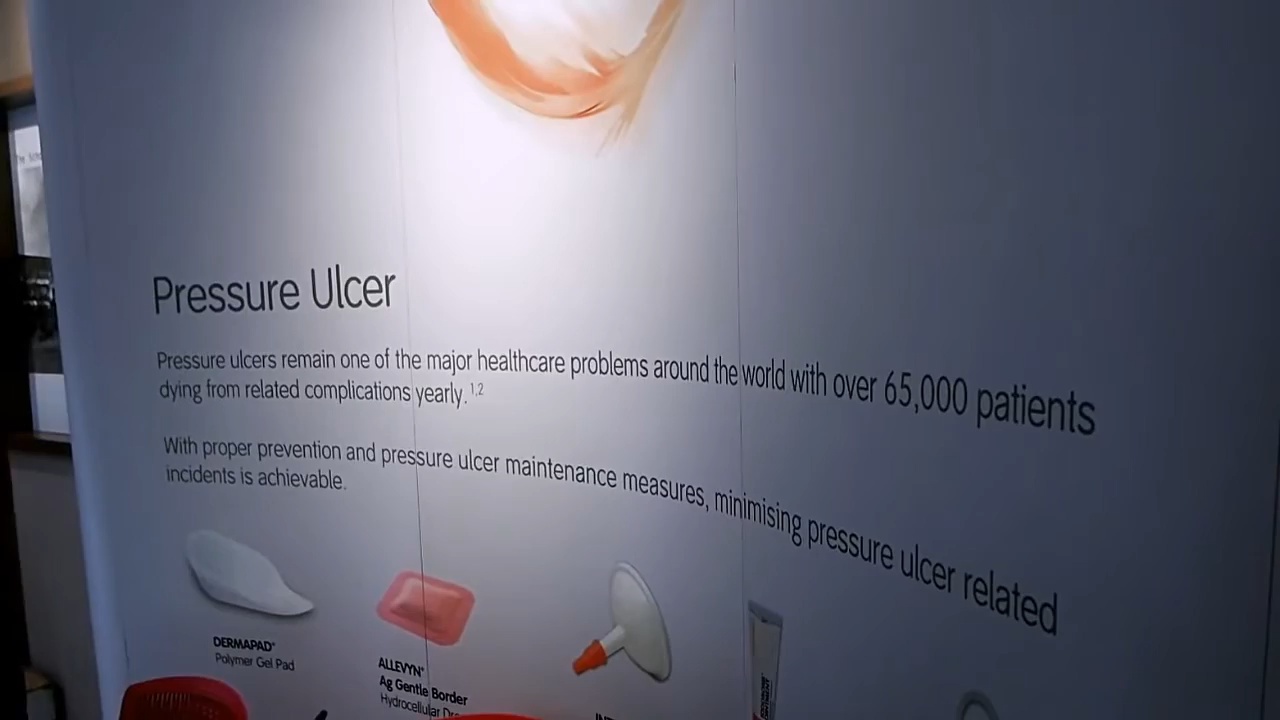 Pressure Ulcer
Pressure ulcers remain one of the major healthcare problems around the world with over 65,000 patients
dying from related complications yearly.¹,²
With proper prevention and pressure ulcer maintenance measures, minimising pressure ulcer related
incidents is achievable.
DERMAPAD®
Polymer Gel Pad
ALLEVYN®
Ag Gentle Border
Hydrocellular